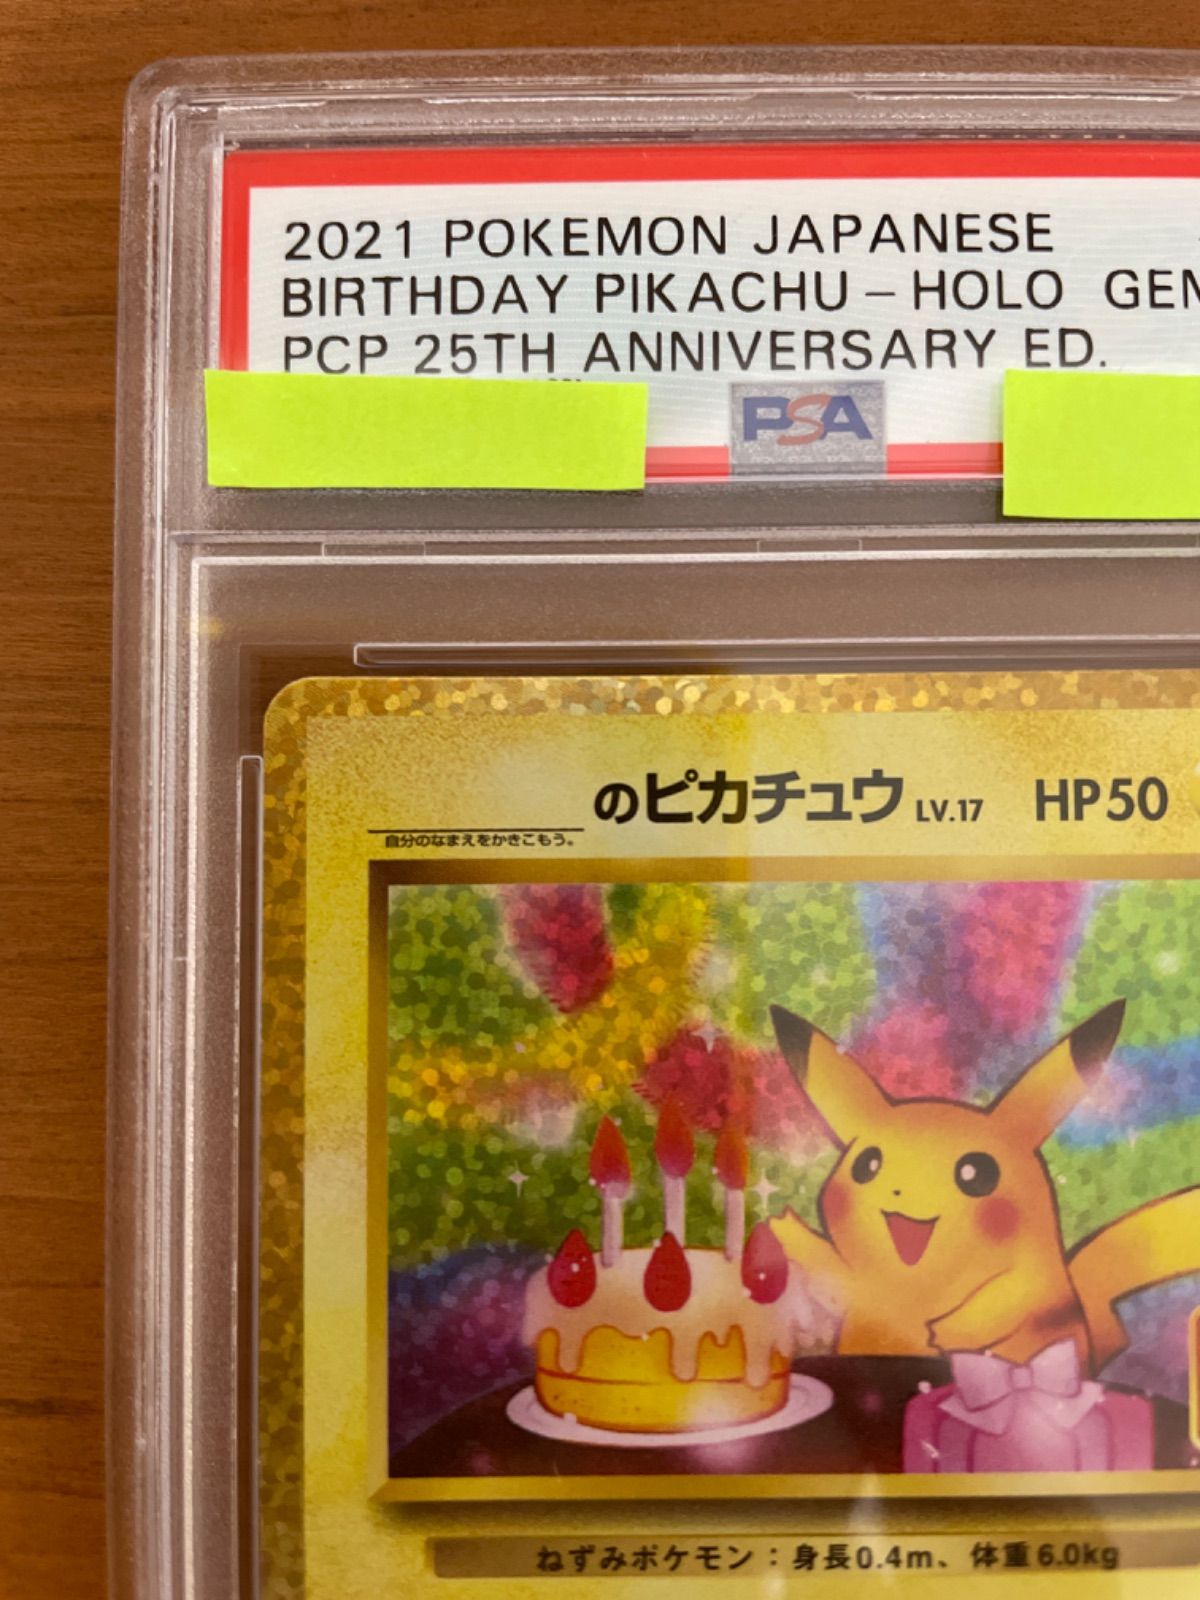 2021 POKEMON JAPANESE
BIRTHDAY PIKACHU - HOLO GEM
PCP 25TH ANNIVERSARY ED.
PSA
のピカチュウ LV.17 HP50
自分のなまえをかきこもう。
ねずみポケモン：身長0.4m、体重6.0kg